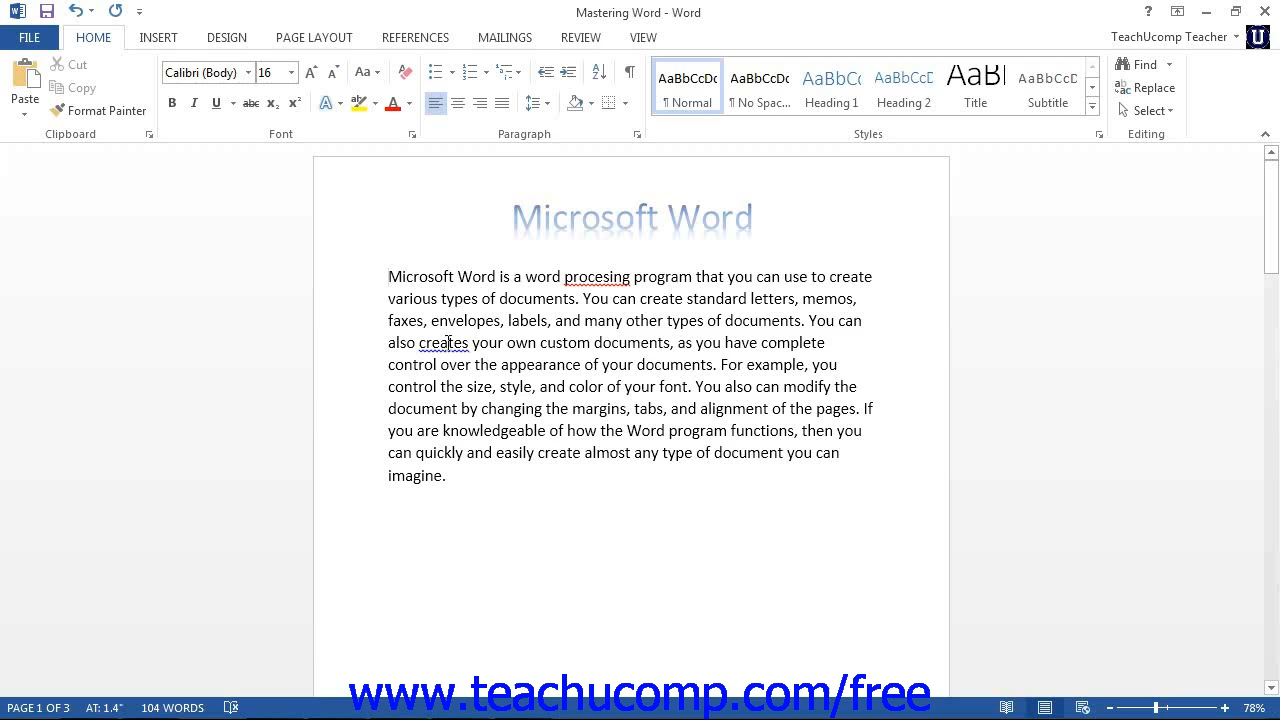 Mastering Word - Word
?
FILE HOME INSERT DESIGN PAGE LAYOUT REFERENCES MAILINGS REVIEW VIEW TeachUcomp Teacher U
Paste Cut Copy Format Painter Clipboard
Calibri (Body) 16 Aa
B I U abc x₂ x² A ab A
Font
Paragraph
AaBbCcDc AaBbCcDc AaBbCc AaBbCcD AaB AaBbCcD
¶ Normal ¶ No Spac... Heading 1 Heading 2 Title Subtitle
Styles
Find
Replace
Select
Editing
Microsoft Word
Microsoft Word is a word procesing program that you can use to create
various types of documents. You can create standard letters, memos,
faxes, envelopes, labels, and many other types of documents. You can
also creates your own custom documents, as you have complete
control over the appearance of your documents. For example, you
control the size, style, and color of your font. You also can modify the
document by changing the margins, tabs, and alignment of the pages. If
you are knowledgeable of how the Word program functions, then you
can quickly and easily create almost any type of document you can
imagine.
www.teachucomp.com/free
PAGE 1 OF 3 AT: 1.4" 104 WORDS 78%